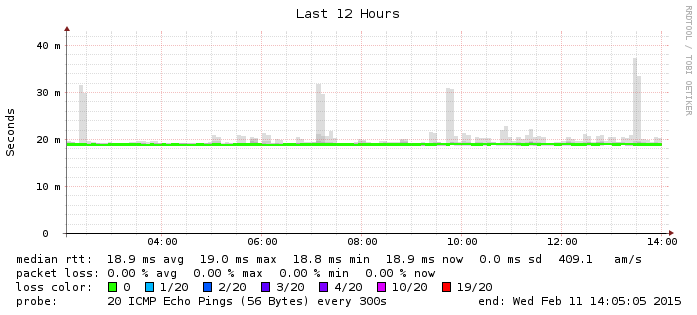 Last 12 Hours
RRDTOOL / TOBI OETIKER
Seconds
40 m
30 m
20 m
10 m
0
04:00 06:00 08:00 10:00 12:00 14:00
median rtt: 18.9 ms avg 19.0 ms max 18.8 ms min 18.9 ms now 0.0 ms sd 409.1 am/s
packet loss: 0.00 % avg 0.00 % max 0.00 % min 0.00 % now
loss color: 0 1/20 2/20 3/20 4/20 10/20 19/20
probe: 20 ICMP Echo Pings (56 Bytes) every 300s end: Wed Feb 11 14:05:05 2015